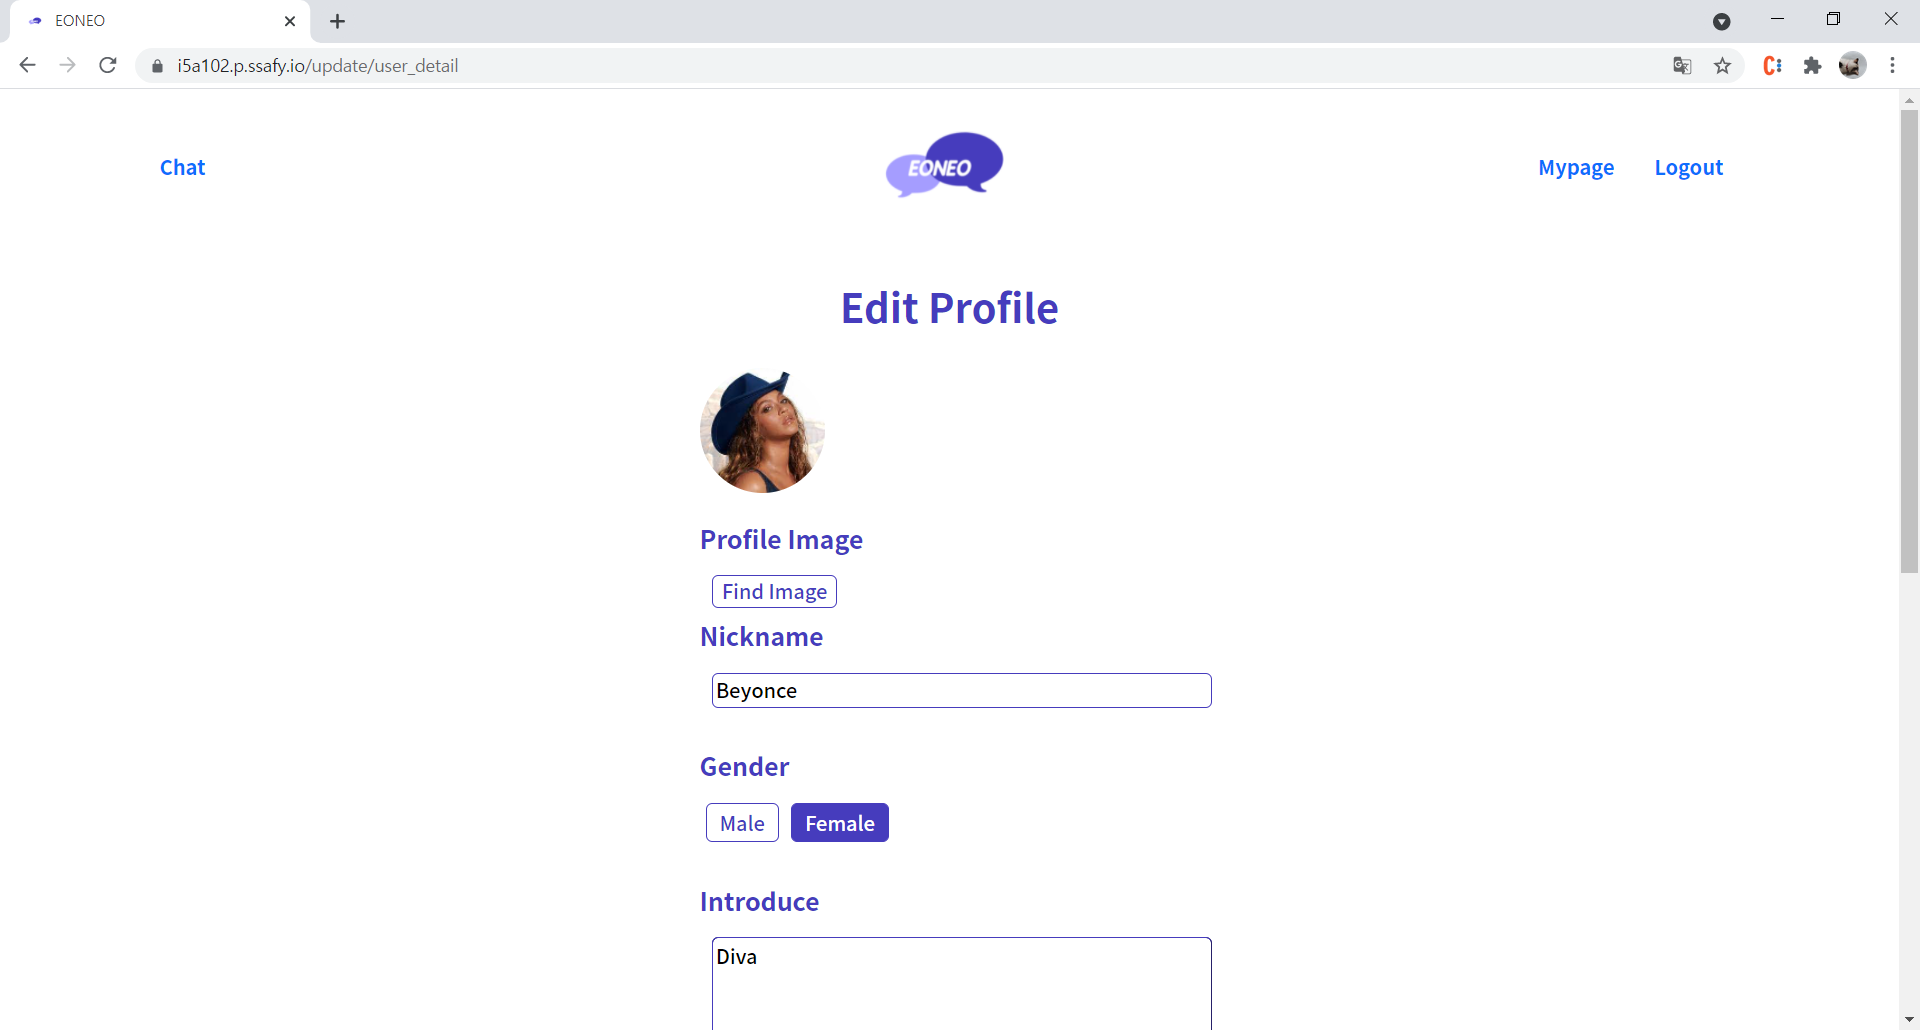 EONEO
i5a102.p.ssafy.io/update/user_detail
Chat
EONEO
Mypage
Logout
Edit Profile
Profile Image
Find Image
Nickname
Beyonce
Gender
Male
Female
Introduce
Diva